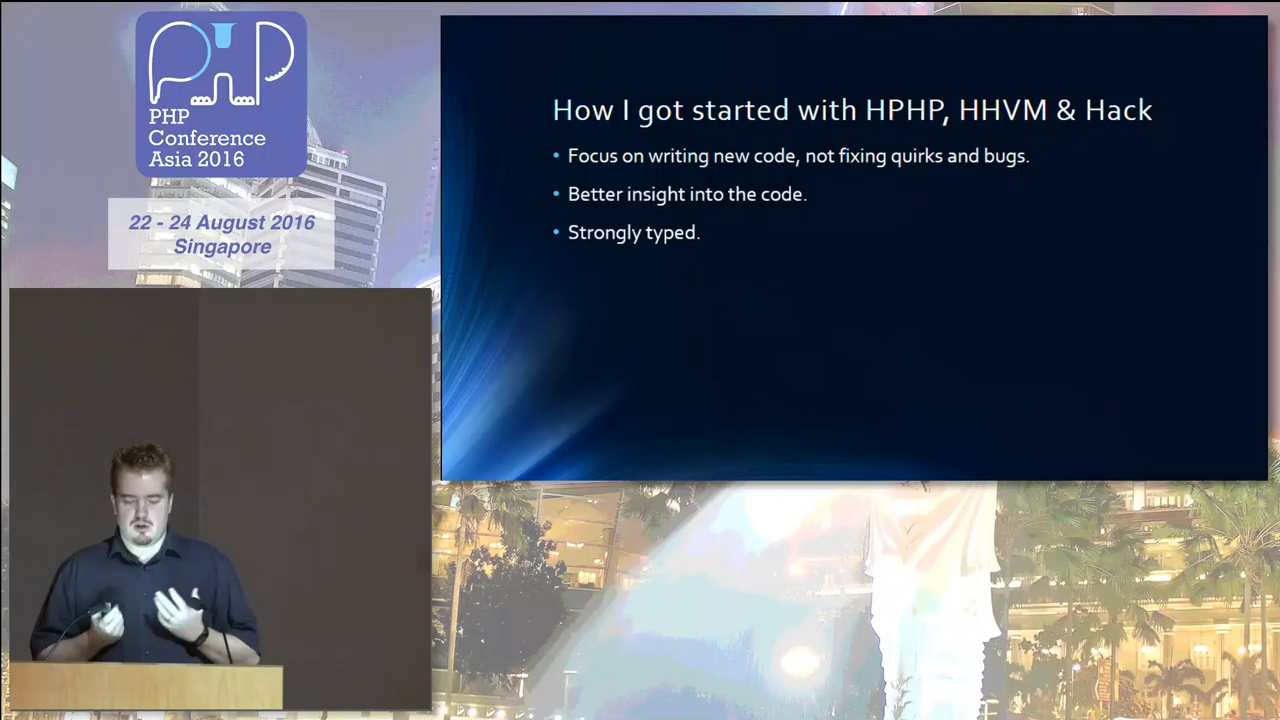 PHP
PHP
Conference
Asia 2016
22 - 24 August 2016
Singapore
How I got started with HPHP, HHVM & Hack
• Focus on writing new code, not fixing quirks and bugs.
• Better insight into the code.
• Strongly typed.